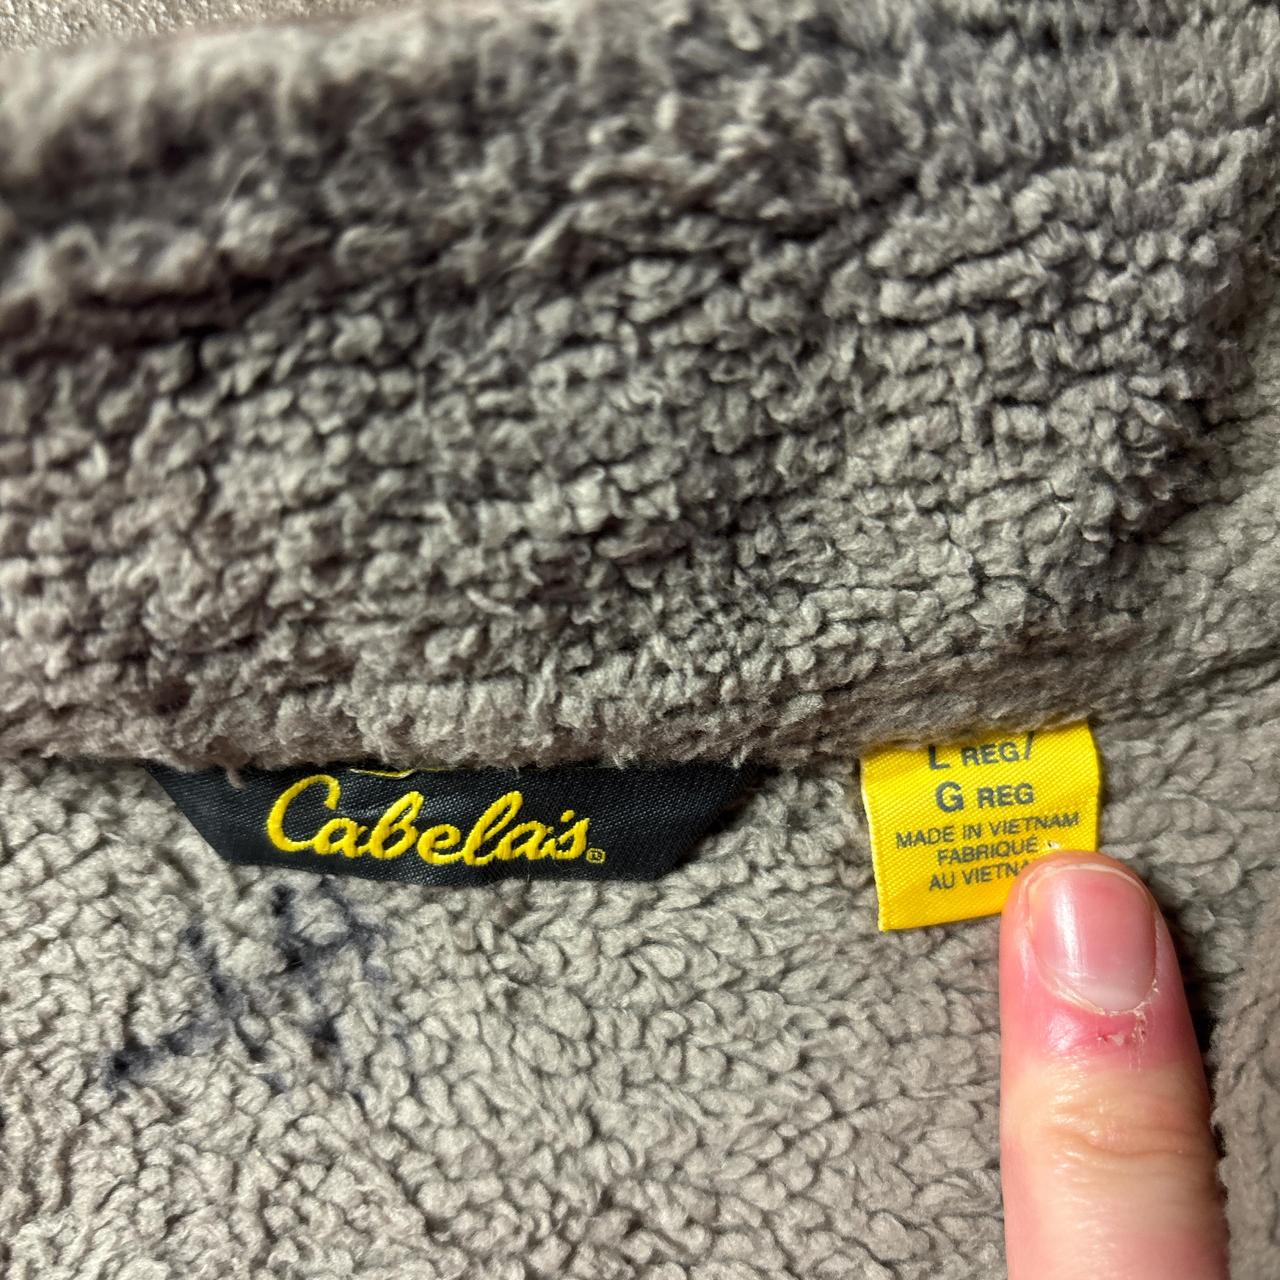 Cabela's®
L REG/
G REG
MADE IN VIETNAM
FABRIQUÉ
AU VIETNA